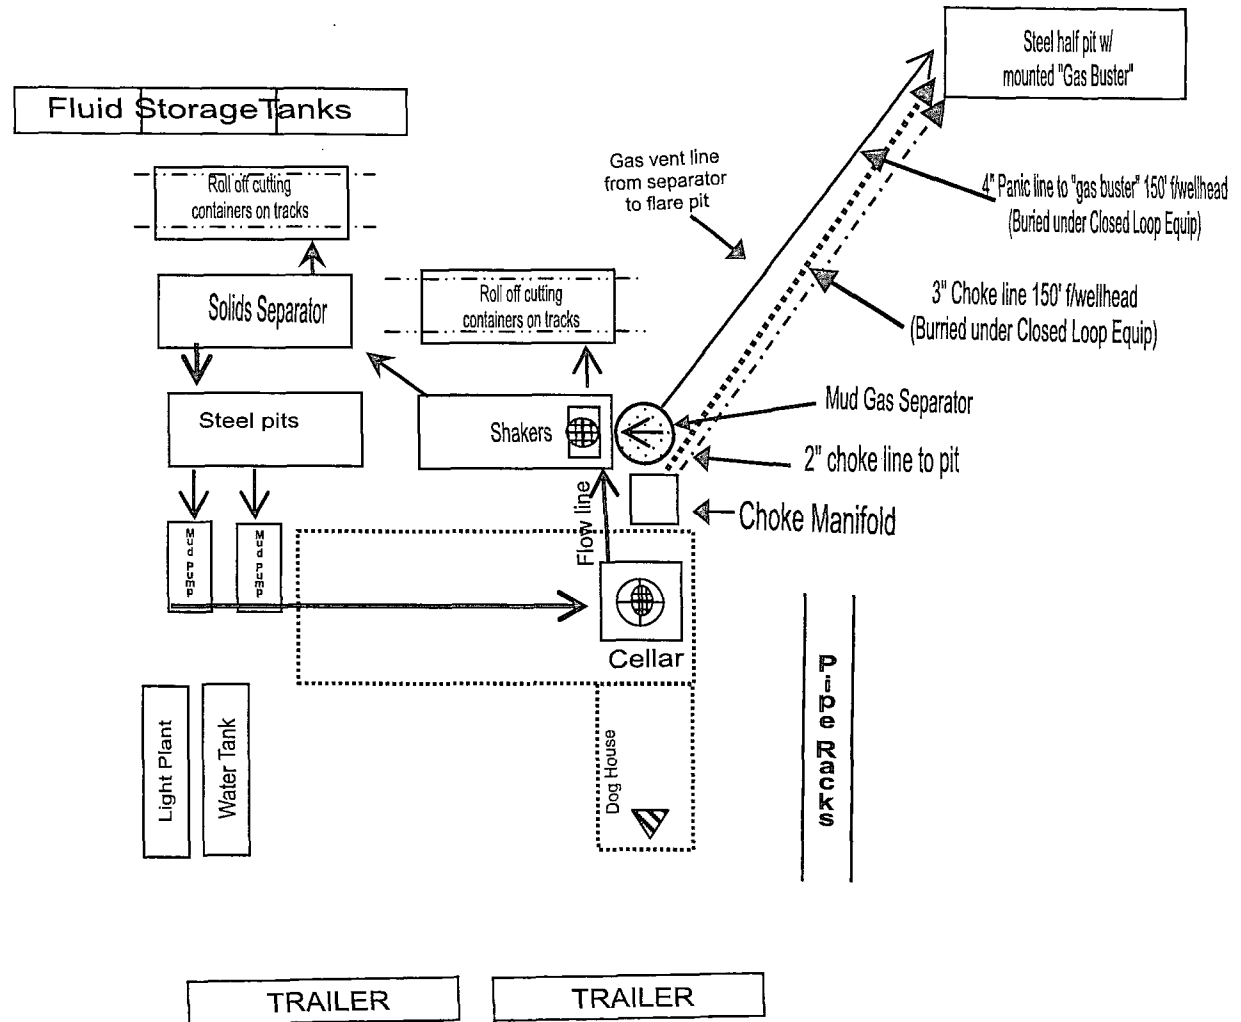 Steel half pit w/
mounted "Gas Buster"
Fluid StorageTanks
Gas vent line
from separator
to flare pit
Roll off cutting
containers on tracks
4" Panic line to "gas buster" 150' f/wellhead
(Buried under Closed Loop Equip)
Solids Separator
Roll off cutting
containers on tracks
3" Choke line 150' f/wellhead
(Burried under Closed Loop Equip)
Steel pits
Shakers
Mud Gas Separator
2" choke line to pit
Flow line
Choke Manifold
Mud pump
Mud pump
Cellar
Pipe Racks
Light Plant
Water Tank
Dog House
TRAILER
TRAILER